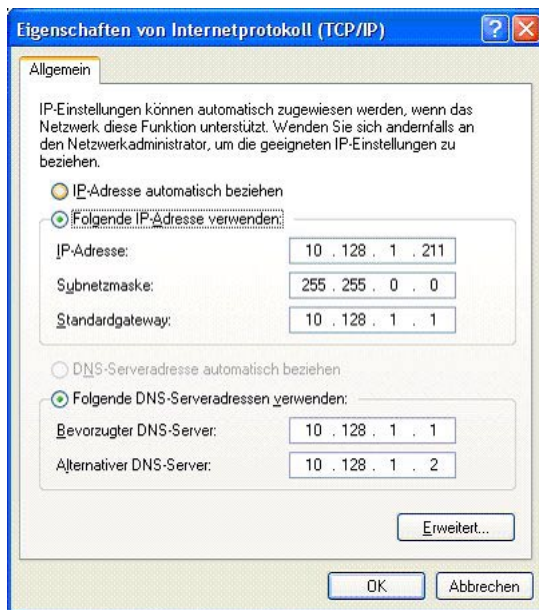 Eigenschaften von Internetprotokoll (TCP/IP)
Allgemein
IP-Einstellungen können automatisch zugewiesen werden, wenn das
Netzwerk diese Funktion unterstützt. Wenden Sie sich andernfalls an
den Netzwerkadministrator, um die geeigneten IP-Einstellungen zu
beziehen.
IP-Adresse automatisch beziehen
Folgende IP-Adresse verwenden:
IP-Adresse: 10 . 128 . 1 . 211
Subnetzmaske: 255 . 255 . 0 . 0
Standardgateway: 10 . 128 . 1 . 1
DNS-Serveradresse automatisch beziehen
Folgende DNS-Serveradressen verwenden:
Bevorzugter DNS-Server: 10 . 128 . 1 . 1
Alternativer DNS-Server: 10 . 128 . 1 . 2
Erweitert...
OK Abbrechen